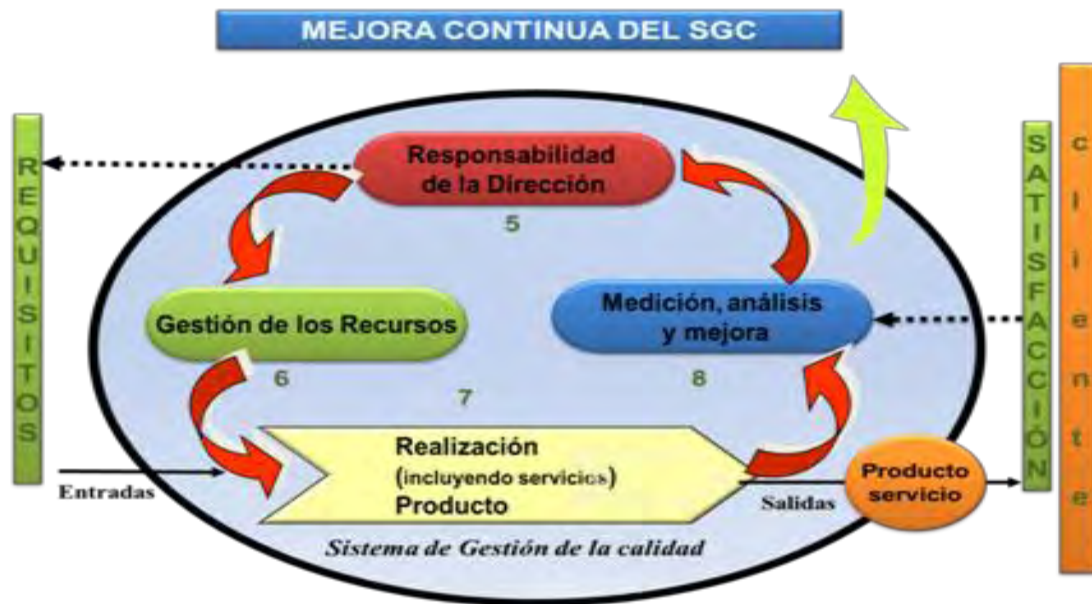 MEJORA CONTINUA DEL SGC
REQUISITOS
Responsabilidad
de la Dirección
5
Gestión de los Recursos
6
Medición, análisis
y mejora
8
7
Realización
(incluyendo servicios)
Producto
Entradas
Salidas
Producto
servicio
Sistema de Gestión de la calidad
SATISFACCIÓN
cliente